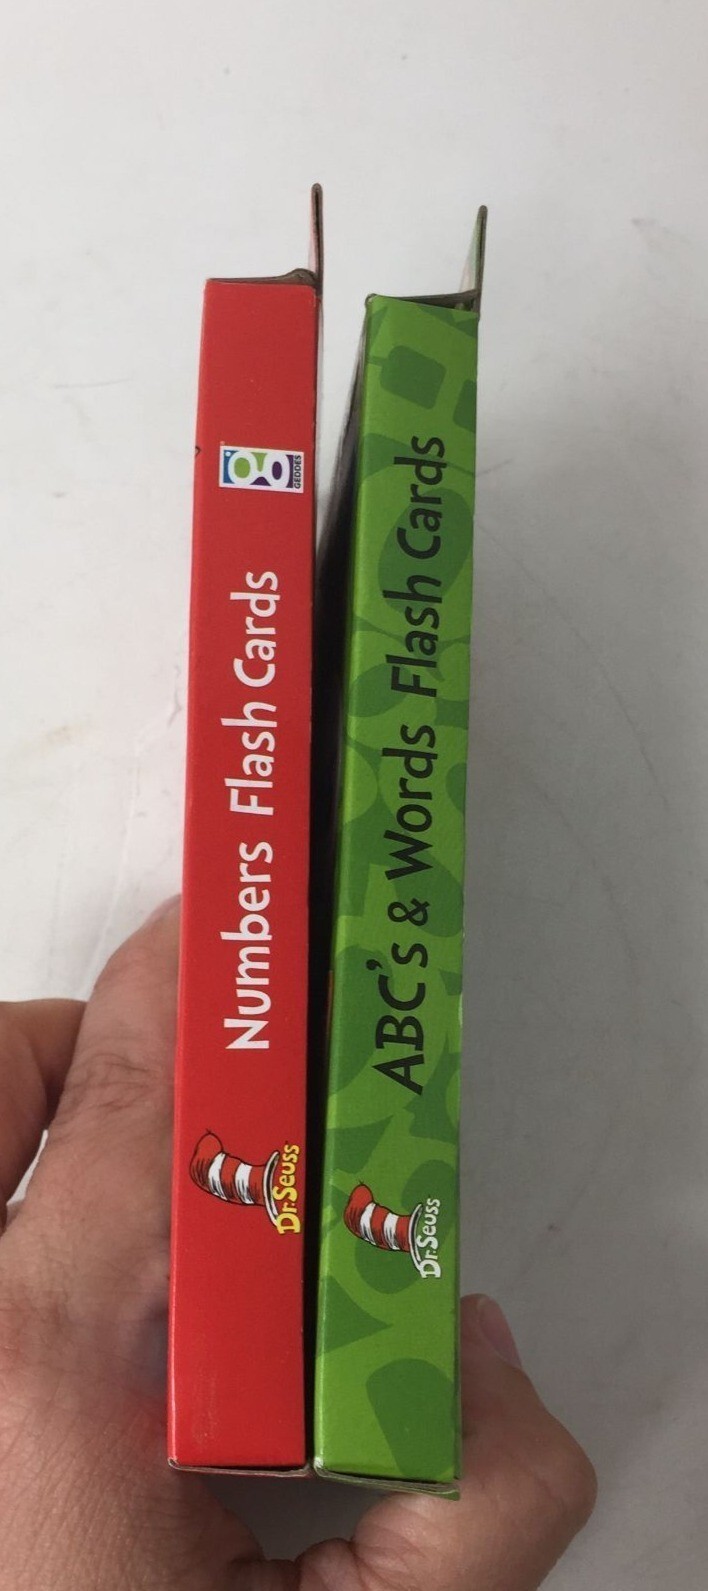 Numbers Flash Cards
Dr. Seuss
g
GEDDES
ABC's & Words Flash Cards
Dr. Seuss